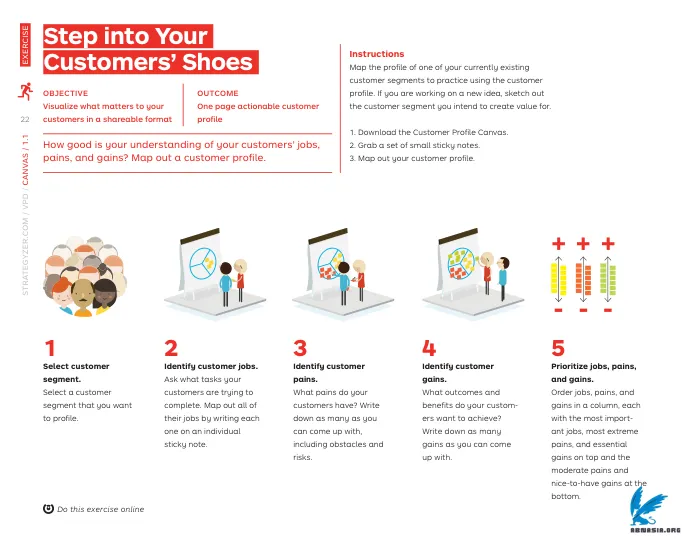 EXERCISE
Step into Your
Customers’ Shoes
OBJECTIVE
Visualize what matters to your
customers in a shareable format
OUTCOME
One page actionable customer
profile
How good is your understanding of your customers’ jobs,
pains, and gains? Map out a customer profile.
Instructions
Map the profile of one of your currently existing
customer segments to practice using the customer
profile. If you are working on a new idea, sketch out
the customer segment you intend to create value for.
1. Download the Customer Profile Canvas.
2. Grab a set of small sticky notes.
3. Map out your customer profile.
22
STRATEGYZER.COM / VPD / CANVAS / 1.1
1
Select customer
segment.
Select a customer
segment that you want
to profile.
2
Identify customer jobs.
Ask what tasks your
customers are trying to
complete. Map out all of
their jobs by writing each
one on an individual
sticky note.
3
Identify customer
pains.
What pains do your
customers have? Write
down as many as you
can come up with,
including obstacles and
risks.
4
Identify customer
gains.
What outcomes and
benefits do your custom-
ers want to achieve?
Write down as many
gains as you can come
up with.
+ + +
- - -
5
Prioritize jobs, pains,
and gains.
Order jobs, pains, and
gains in a column, each
with the most import-
ant jobs, most extreme
pains, and essential
gains on top and the
moderate pains and
nice-to-have gains at the
bottom.
Do this exercise online
ABNASIA.ORG